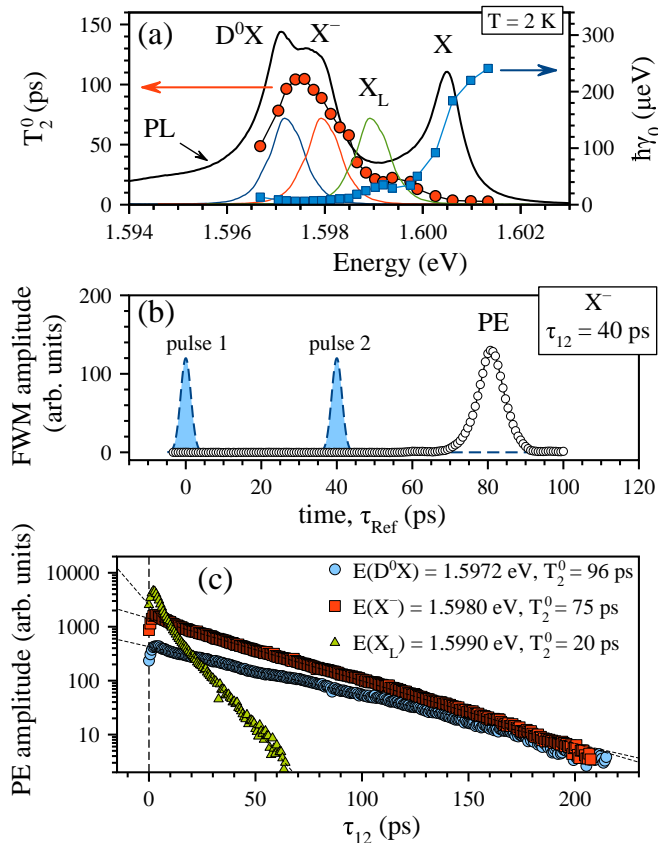 (a)
D⁰X
X⁻
X_L
X
T = 2 K
PL
T₂⁰ (ps)
150
100
50
0
ħγ₀ (μeV)
300
200
100
0
1.594 1.596 1.598 1.600 1.602
Energy (eV)
(b)
X⁻
τ₁₂ = 40 ps
pulse 1
pulse 2
PE
FWM amplitude
(arb. units)
200
100
0
0 20 40 60 80 100 120
time, τ_Ref (ps)
(c)
E(D⁰X) = 1.5972 eV, T₂⁰ = 96 ps
E(X⁻) = 1.5980 eV, T₂⁰ = 75 ps
E(X_L) = 1.5990 eV, T₂⁰ = 20 ps
PE amplitude (arb. units)
10000
1000
100
10
0 50 100 150 200
τ₁₂ (ps)